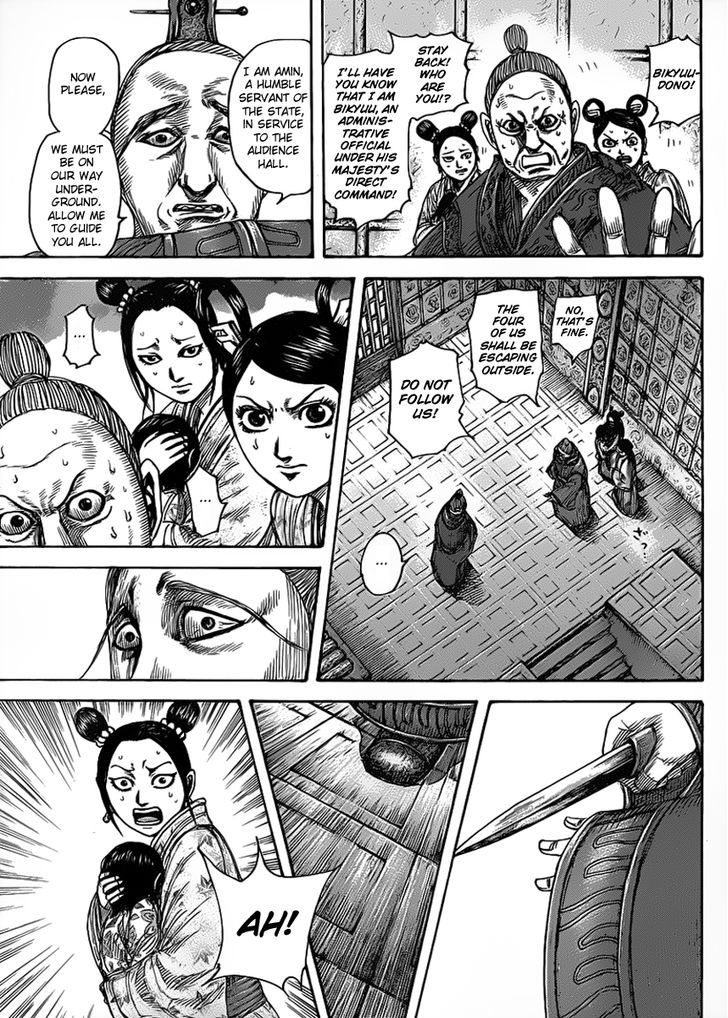 BIKYUU-
DONO!
STAY
BACK!
WHO
ARE
YOU!?
I'LL HAVE
YOU KNOW
THAT I AM
BIKYUU, AN
ADMINIS-
TRATIVE
OFFICIAL
UNDER HIS
MAJESTY'S
DIRECT
COMMAND!
I AM AMIN,
A HUMBLE
SERVANT OF
THE STATE,
IN SERVICE
TO THE
AUDIENCE
HALL.
NOW
PLEASE,
WE MUST
BE ON
OUR WAY
UNDER-
GROUND.
ALLOW ME
TO GUIDE
YOU ALL.
NO,
THAT'S
FINE.
THE
FOUR OF
US
SHALL BE
ESCAPING
OUTSIDE.
DO NOT
FOLLOW
US!
ざっ
...
...
...
AH!